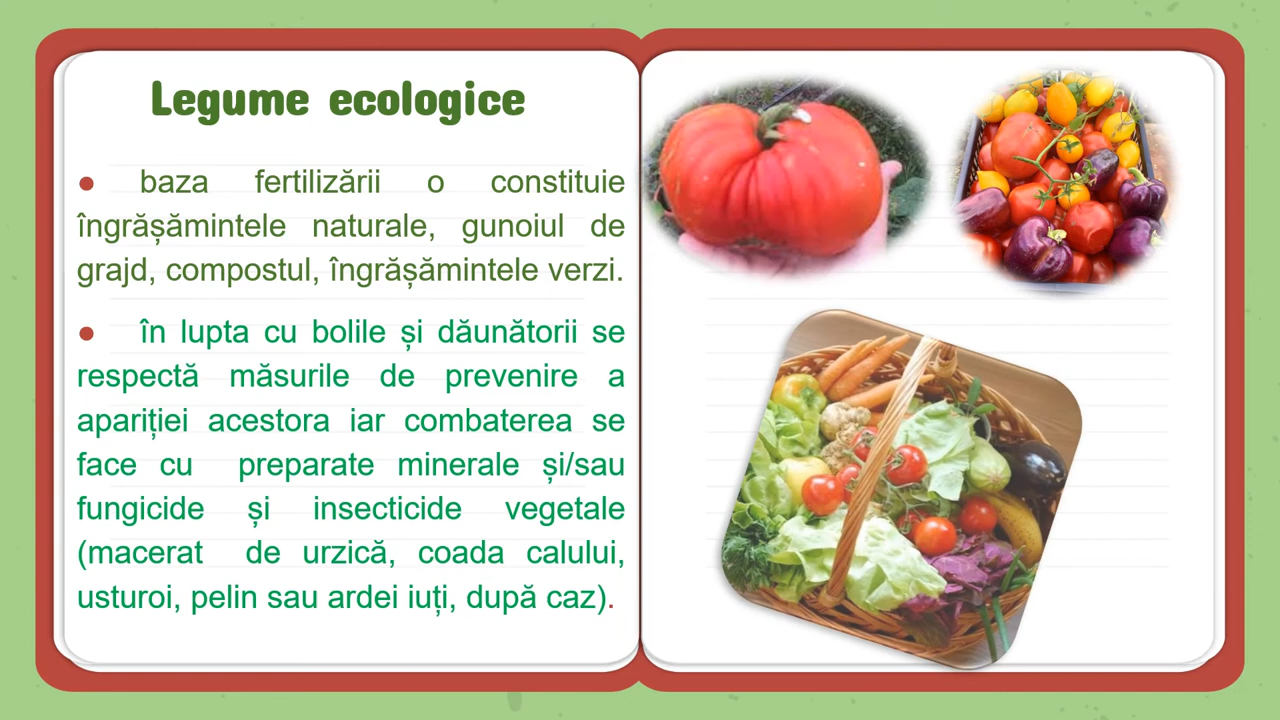 Legume ecologice
● baza fertilizării o constituie
îngrășămintele naturale, gunoiul de
grajd, compostul, îngrășămintele verzi.
● în lupta cu bolile și dăunătorii se
respectă măsurile de prevenire a
apariției acestora iar combaterea se
face cu preparate minerale și/sau
fungicide și insecticide vegetale
(macerat de urzică, coada calului,
usturoi, pelin sau ardei iuți, după caz).